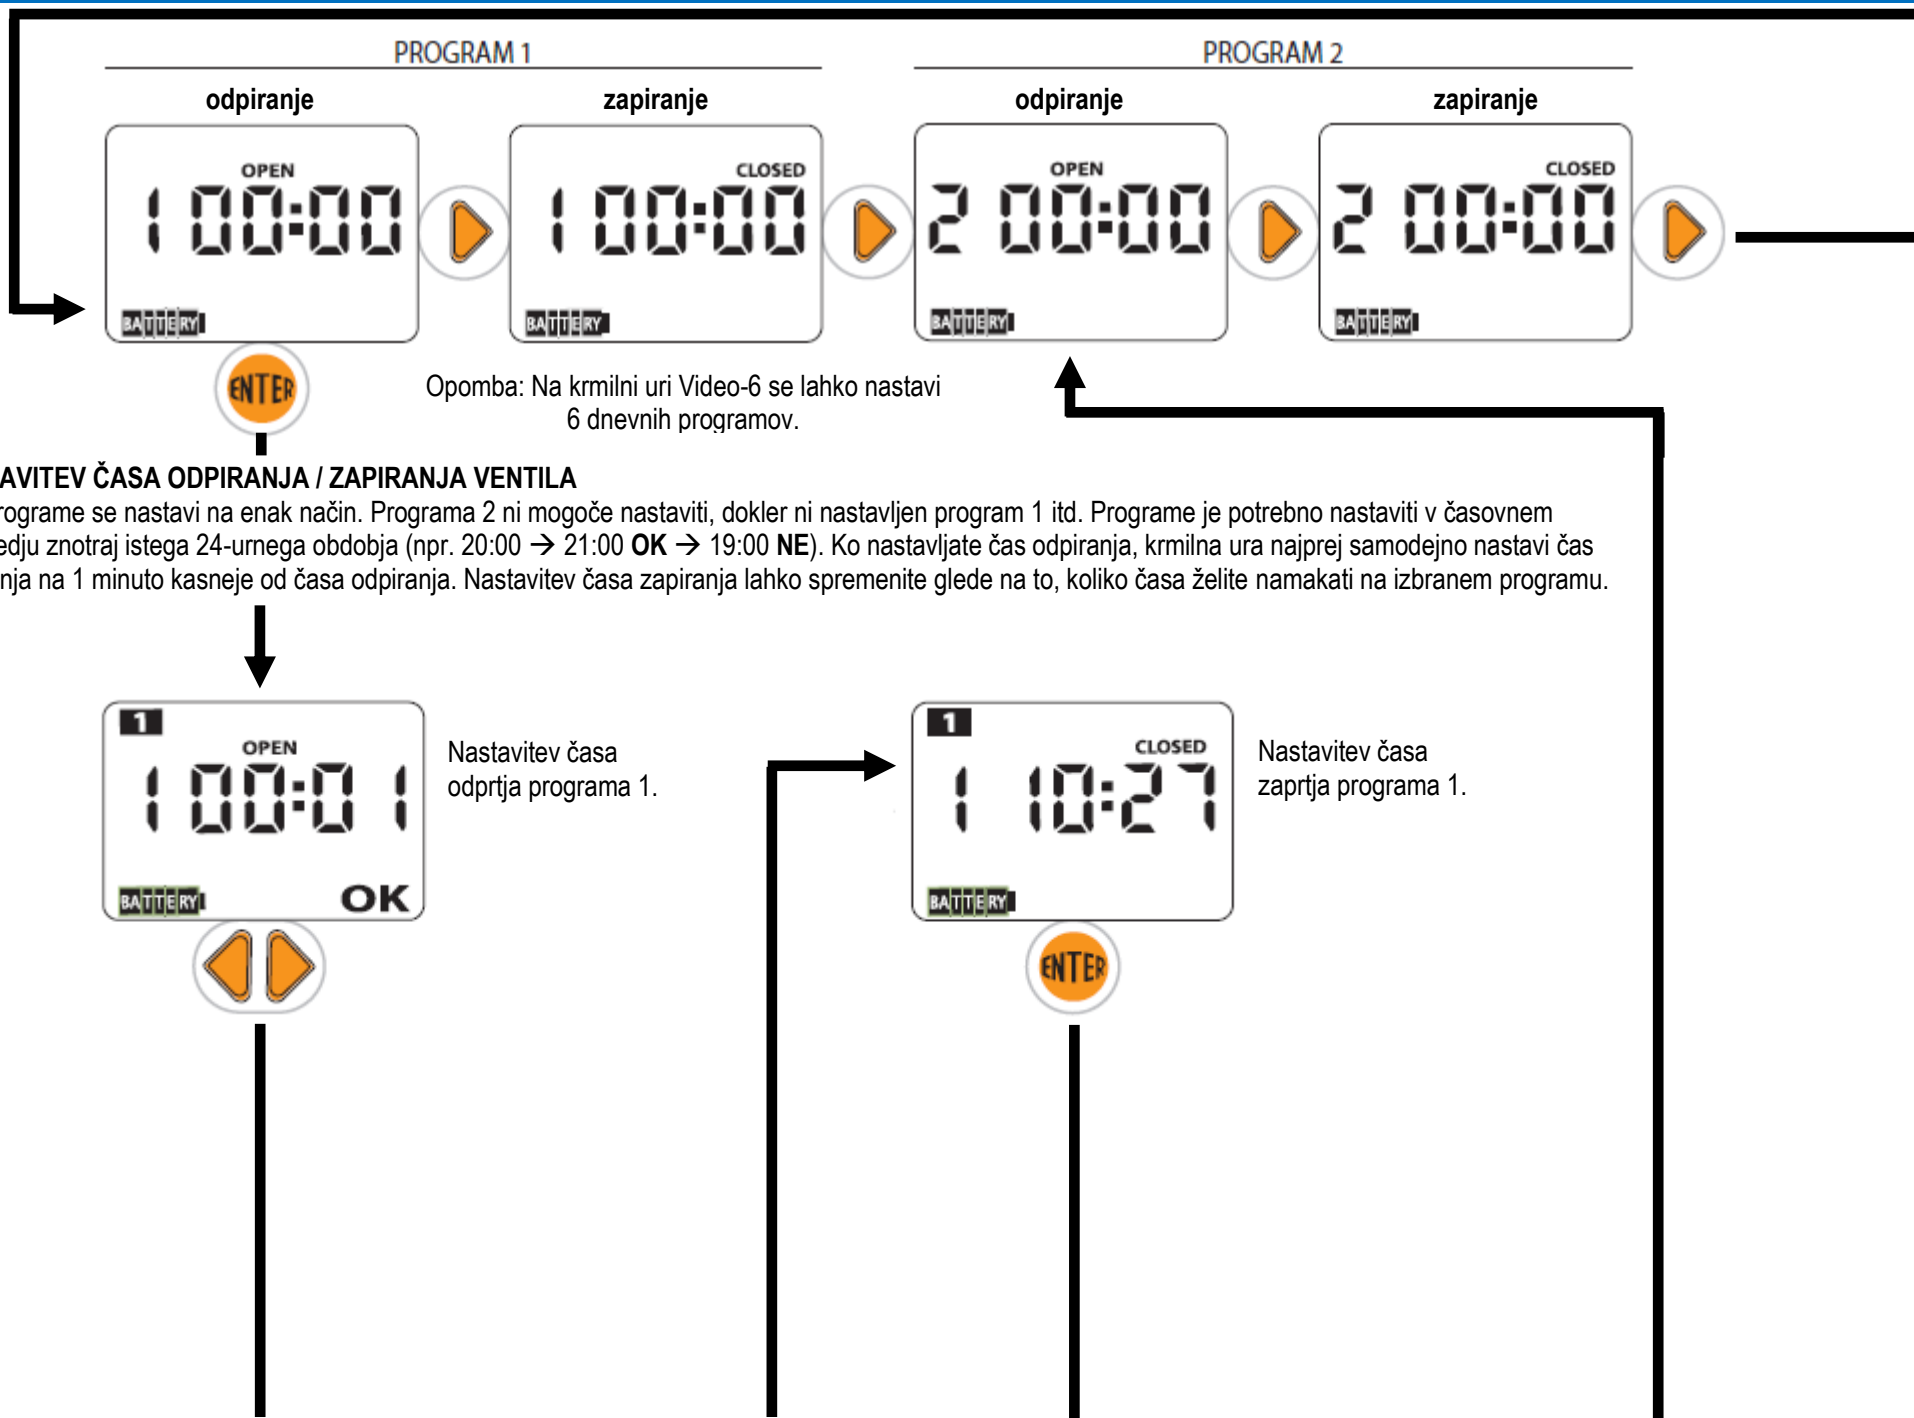 PROGRAM 1
PROGRAM 2
odpiranje
zapiranje
odpiranje
zapiranje
OPEN
1 00:00
BATTERY
CLOSED
1 00:00
BATTERY
OPEN
2 00:00
BATTERY
CLOSED
2 00:00
BATTERY
ENTER
Opomba: Na krmilni uri Video-6 se lahko nastavi
6 dnevnih programov.
AVITEV ČASA ODPIRANJA / ZAPIRANJA VENTILA
rograme se nastavi na enak način. Programa 2 ni mogoče nastaviti, dokler ni nastavljen program 1 itd. Programe je potrebno nastaviti v časovnem
edju znotraj istega 24-urnega obdobja (npr. 20:00 → 21:00 OK → 19:00 NE). Ko nastavljate čas odpiranja, krmilna ura najprej samodejno nastavi čas
nja na 1 minuto kasneje od časa odpiranja. Nastavitev časa zapiranja lahko spremenite glede na to, koliko časa želite namakati na izbranem programu.
1
OPEN
1 00:01
BATTERY OK
Nastavitev časa
odprtja programa 1.
1
CLOSED
1 10:27
BATTERY
Nastavitev časa
zaprtja programa 1.
ENTER